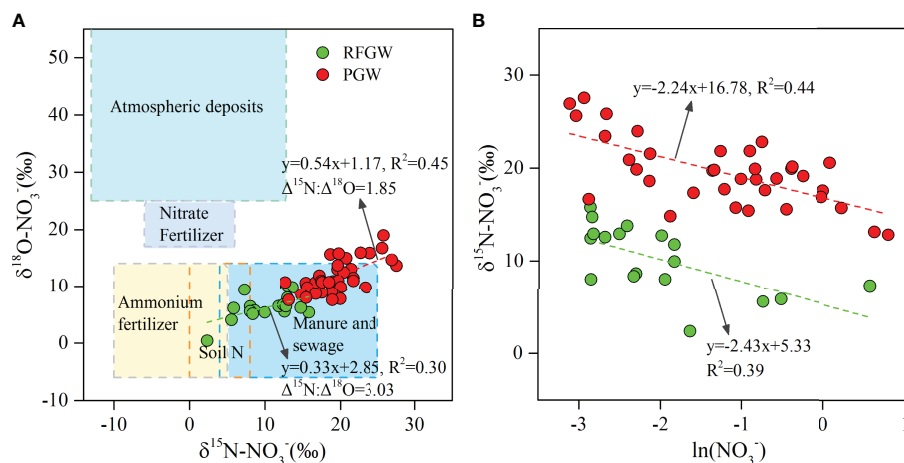 A
50
40
30
20
10
0
-10
δ¹⁸O-NO₃⁻(‰)
RFGW
PGW
Atmospheric deposits
y=0.54x+1.17, R²=0.45
Δ¹⁵N:Δ¹⁸O=1.85
Nitrate
Fertilizer
Ammonium
fertilizer
Soil N
Manure and
sewage
y=0.33x+2.85, R²=0.30
Δ¹⁵N:Δ¹⁸O=3.03
-10
0
10
20
30
δ¹⁵N-NO₃⁻(‰)
B
30
20
10
0
δ¹⁵N-NO₃⁻(‰)
y=-2.24x+16.78, R²=0.44
y=-2.43x+5.33
R²=0.39
-3
-2
-1
0
1
ln(NO₃⁻)